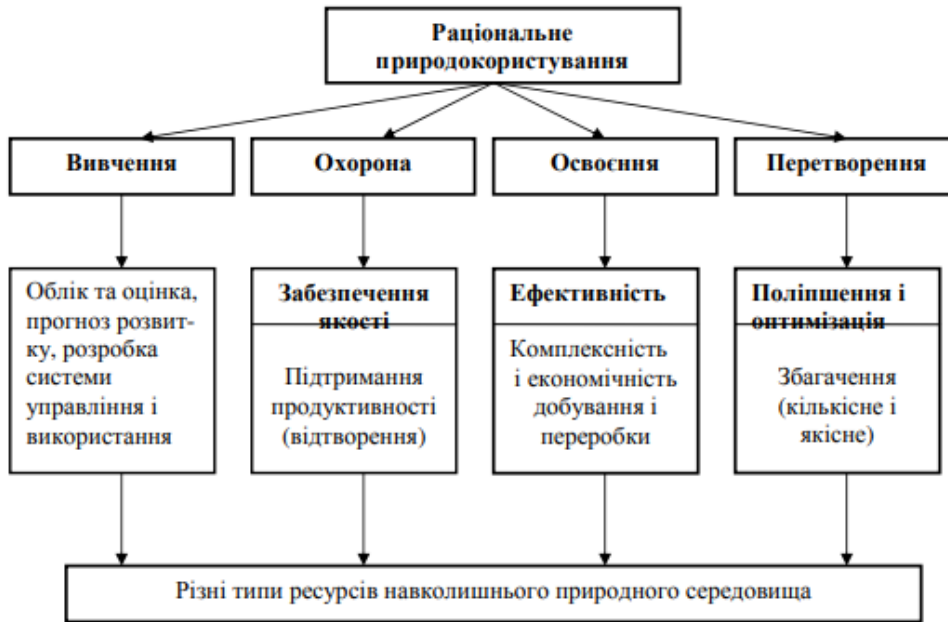 Раціональне
природокористування
Вивчення
Охорона
Освоєння
Перетворення
Облік та оцінка,
прогноз розвит-
ку, розробка
системи
управління і
використання
Забезпечення
якості
Підтримання
продуктивності
(відтворення)
Ефективність
Комплексність
і економічність
добування і
переробки
Поліпшення і
оптимізація
Збагачення
(кількісне і
якісне)
Різні типи ресурсів навколишнього природного середовища